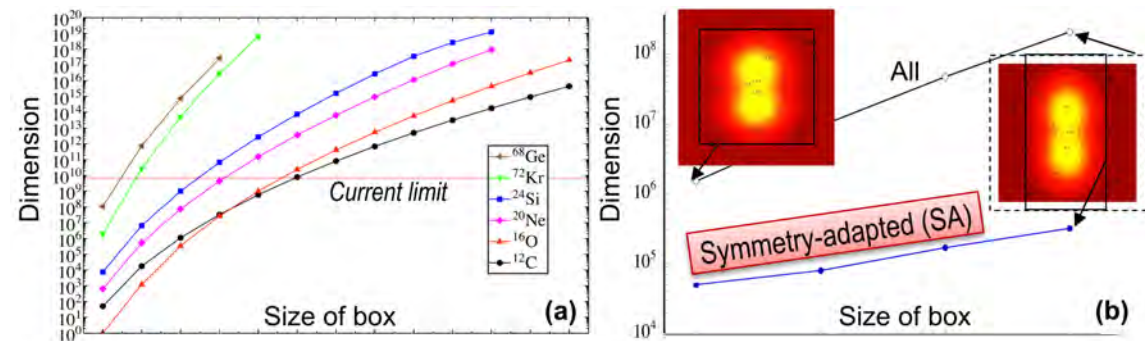 10^20
10^19
10^18
10^17
10^16
10^15
10^14
10^13
10^12
10^11
10^10
10^9
10^8
10^7
10^6
10^5
10^4
10^3
10^2
10^1
10^0
Dimension
Size of box
Current limit
^68Ge
^72Kr
^24Si
^20Ne
^16O
^12C
(a)
10^8
10^7
10^6
10^5
10^4
Dimension
All
Symmetry-adapted (SA)
Size of box
(b)